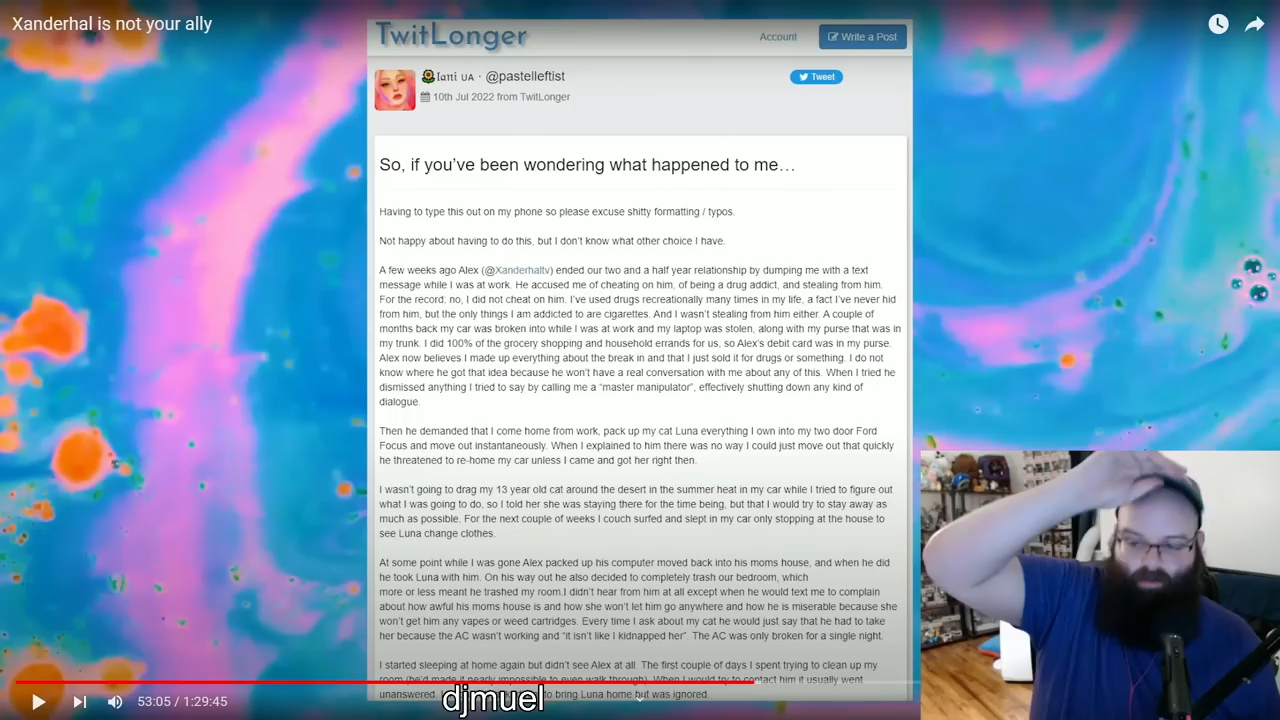 Xanderhal is not your ally
TwitLonger
Account
Write a Post
@pastelleftist
Tweet
10th Jul 2022 from TwitLonger
So, if you've been wondering what happened to me…
Having to type this out on my phone so please excuse shitty formatting / typos.
Not happy about having to do this, but I don't know what other choice I have.
A few weeks ago Alex (@Xanderhaltv) ended our two and a half year relationship by dumping me with a text
message while I was at work. He accused me of cheating on him, of being a drug addict, and stealing from him.
For the record: no, I did not cheat on him. I've used drugs recreationally many times in my life, a fact I've never hid
from him, but the only things I am addicted to are cigarettes. And I wasn't stealing from him either. A couple of
months back my car was broken into while I was at work and my laptop was stolen, along with my purse that was in
my trunk. I did 100% of the grocery shopping and household errands for us, so Alex's debit card was in my purse.
Alex now believes I made up everything about the break in and that I just sold it for drugs or something. I do not
know where he got that idea because he won't have a real conversation with me about any of this. When I tried he
dismissed anything I tried to say by calling me a "master manipulator", effectively shutting down any kind of
dialogue.
Then he demanded that I come home from work, pack up my cat Luna everything I own into my two door Ford
Focus and move out instantaneously. When I explained to him there was no way I could just move out that quickly
he threatened to re-home my car unless I came and got her right then.
I wasn't going to drag my 13 year old cat around the desert in the summer heat in my car while I tried to figure out
what I was going to do, so I told her she was staying there for the time being, but that I would try to stay away as
much as possible. For the next couple of weeks I couch surfed and slept in my car only stopping at the house to
see Luna change clothes.
At some point while I was gone Alex packed up his computer moved back into his moms house, and when he did
he took Luna with him. On his way out he also decided to completely trash our bedroom, which
more or less meant he trashed my room.I didn't hear from him at all except when he would text me to complain
about how awful his moms house is and how she won't let him go anywhere and how he is miserable because she
won't get him any vapes or weed cartridges. Every time I ask about my cat he would just say that he had to take
her because the AC wasn't working and "it isn't like I kidnapped her". The AC was only broken for a single night.
I started sleeping at home again but didn't see Alex at all. The first couple of days I spent trying to clean up my
room (he'd made it nearly impossible to even walk through). When I would try to contact him it usually went
unanswered. to bring Luna home but was ignored.
53:05 / 1:29:45
djmuel